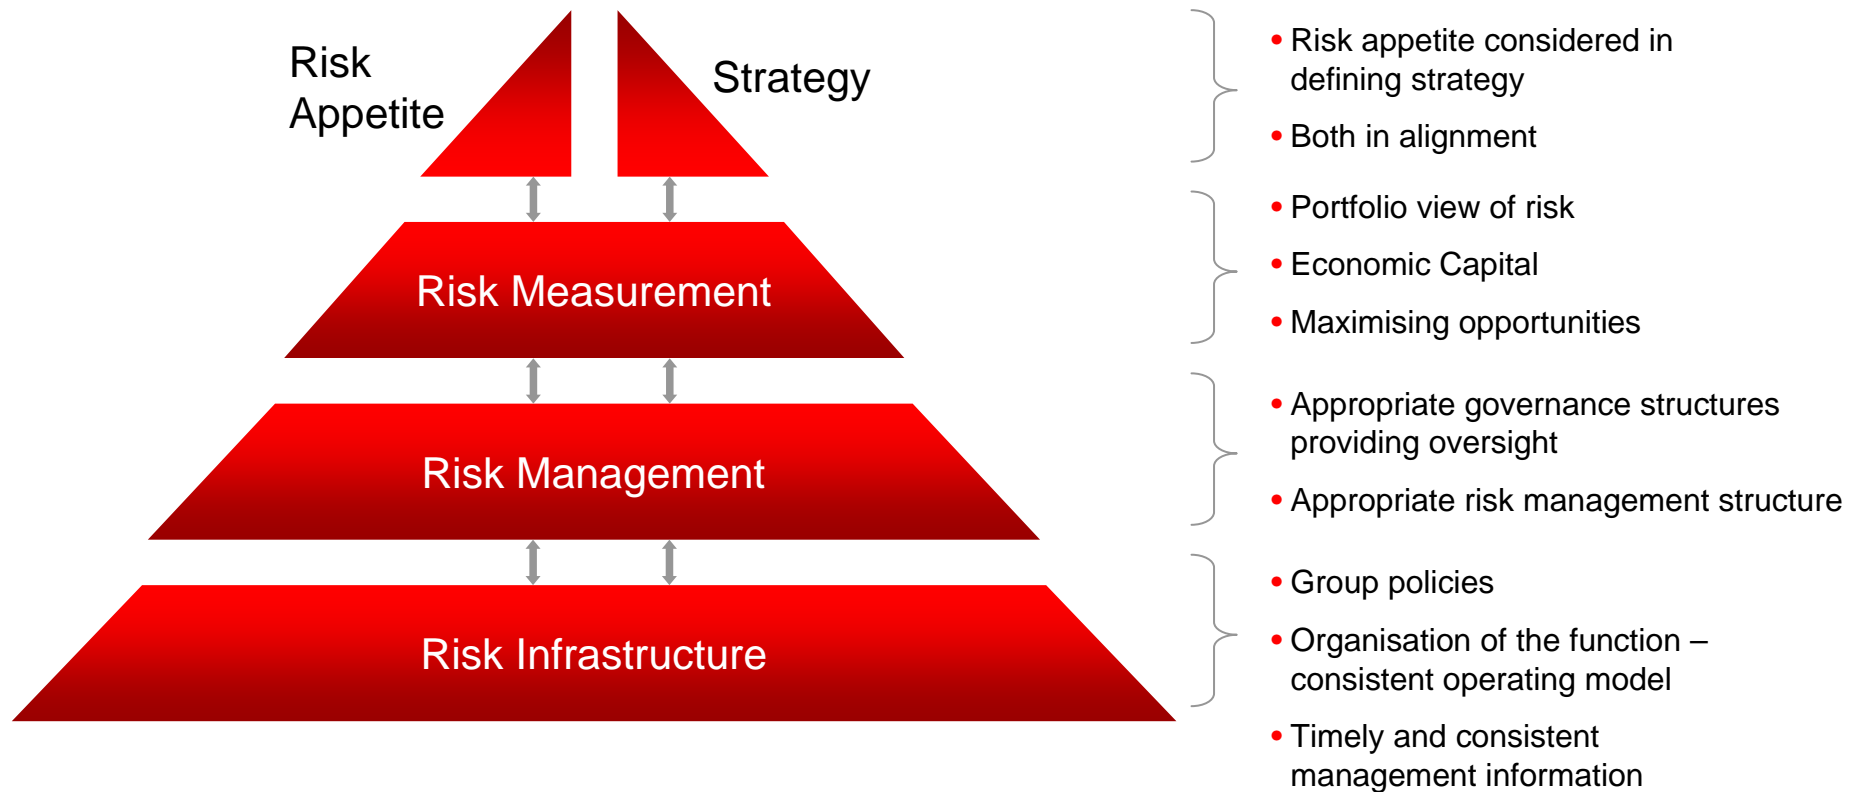 Risk
Appetite
Strategy
Risk Measurement
Risk Management
Risk Infrastructure
• Risk appetite considered in
defining strategy
• Both in alignment
• Portfolio view of risk
• Economic Capital
• Maximising opportunities
• Appropriate governance structures
providing oversight
• Appropriate risk management structure
• Group policies
• Organisation of the function –
consistent operating model
• Timely and consistent
management information